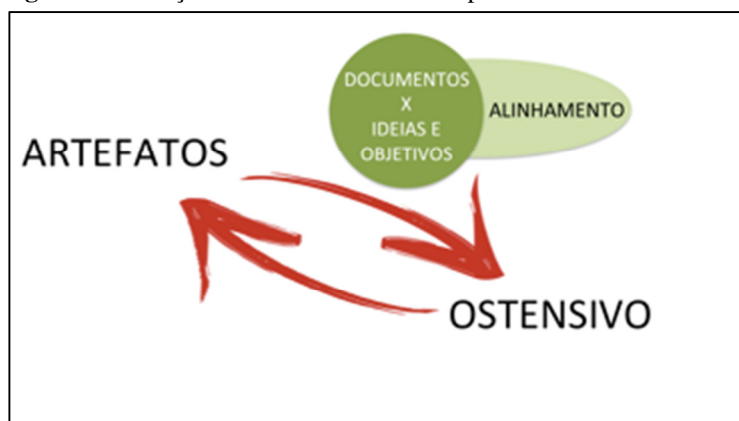 DOCUMENTOS
X
IDEIAS E
OBJETIVOS
ALINHAMENTO
ARTEFATOS
OSTENSIVO